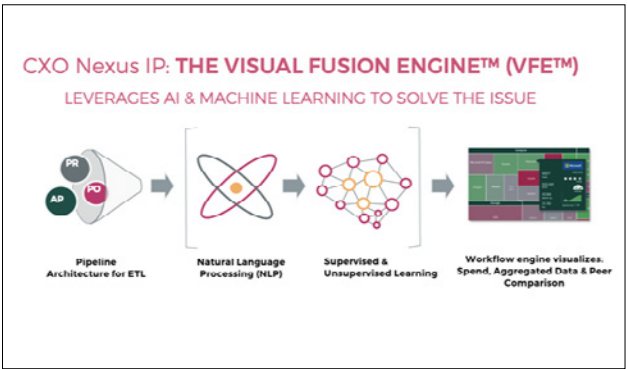 CXO Nexus IP: THE VISUAL FUSION ENGINE™ (VFE™)
LEVERAGES AI & MACHINE LEARNING TO SOLVE THE ISSUE
PR
PO
AP
Microsoft
Pipeline
Architecture for ETL
Natural Language
Processing (NLP)
Supervised &
Unsupervised Learning
Workflow engine visualizes.
Spend, Aggregated Data & Peer
Comparison